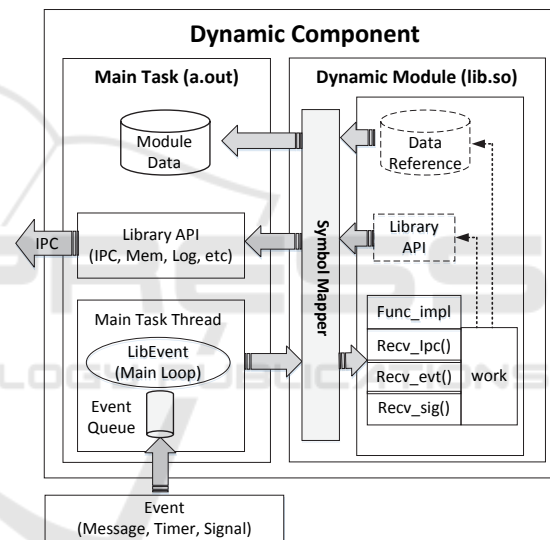 Dynamic Component
Main Task (a.out)
Dynamic Module (lib.so)
Module
Data
Data
Reference
IPC
Library API
(IPC, Mem, Log, etc)
Symbol Mapper
Library
API
Main Task Thread
LibEvent
(Main Loop)
Event
Queue
Func_impl
Recv_Ipc()
Recv_evt()
Recv_sig()
work
Event
(Message, Timer, Signal)